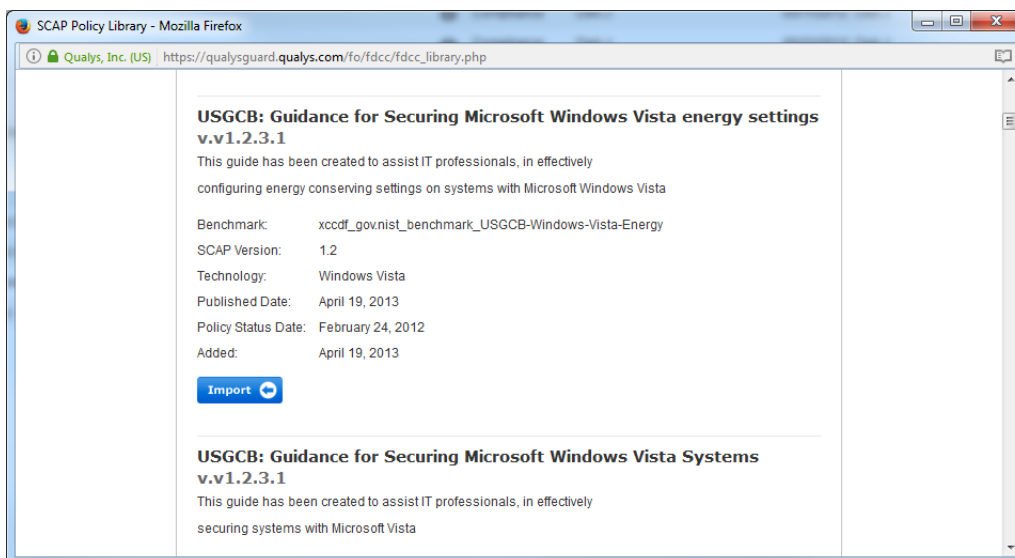 SCAP Policy Library - Mozilla Firefox
Qualys, Inc. (US) https://qualysguard.qualys.com/fo/fdcc/fdcc_library.php
USGCB: Guidance for Securing Microsoft Windows Vista energy settings
v.v1.2.3.1
This guide has been created to assist IT professionals, in effectively
configuring energy conserving settings on systems with Microsoft Windows Vista
Benchmark: xccdf_gov.nist_benchmark_USGCB-Windows-Vista-Energy
SCAP Version: 1.2
Technology: Windows Vista
Published Date: April 19, 2013
Policy Status Date: February 24, 2012
Added: April 19, 2013
Import
USGCB: Guidance for Securing Microsoft Windows Vista Systems
v.v1.2.3.1
This guide has been created to assist IT professionals, in effectively
securing systems with Microsoft Vista